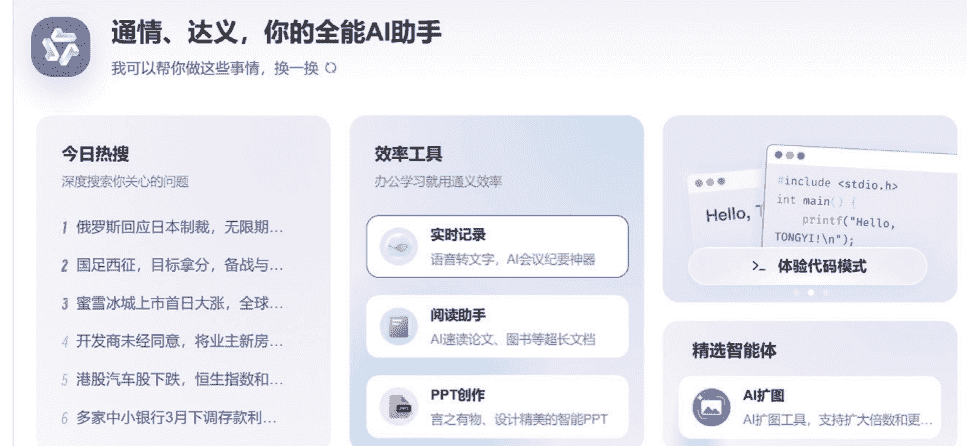 通情、达义，你的全能AI助手
我可以帮你做这些事情，换一换
今日热搜
深度搜索你关心的问题
1 俄罗斯回应日本制裁，无限期...
2 国足西征，目标拿分，备战与...
3 蜜雪冰城上市首日大涨，全球...
4 开发商未经同意，将业主新房...
5 港股汽车股下跌，恒生指数和...
6 多家中小银行3月下调存款利...
效率工具
办公学习就用通义效率
实时记录
语音转文字，AI会议纪要神器
阅读助手
AI速读论文、图书等超长文档
PPT创作
言之有物、设计精美的智能PPT
Hello, T
#include <stdio.h>
int main() {
printf("Hello,
TONGYI!\n");
>_ 体验代码模式
精选智能体
AI扩图
AI扩图工具，支持扩大倍数和更...